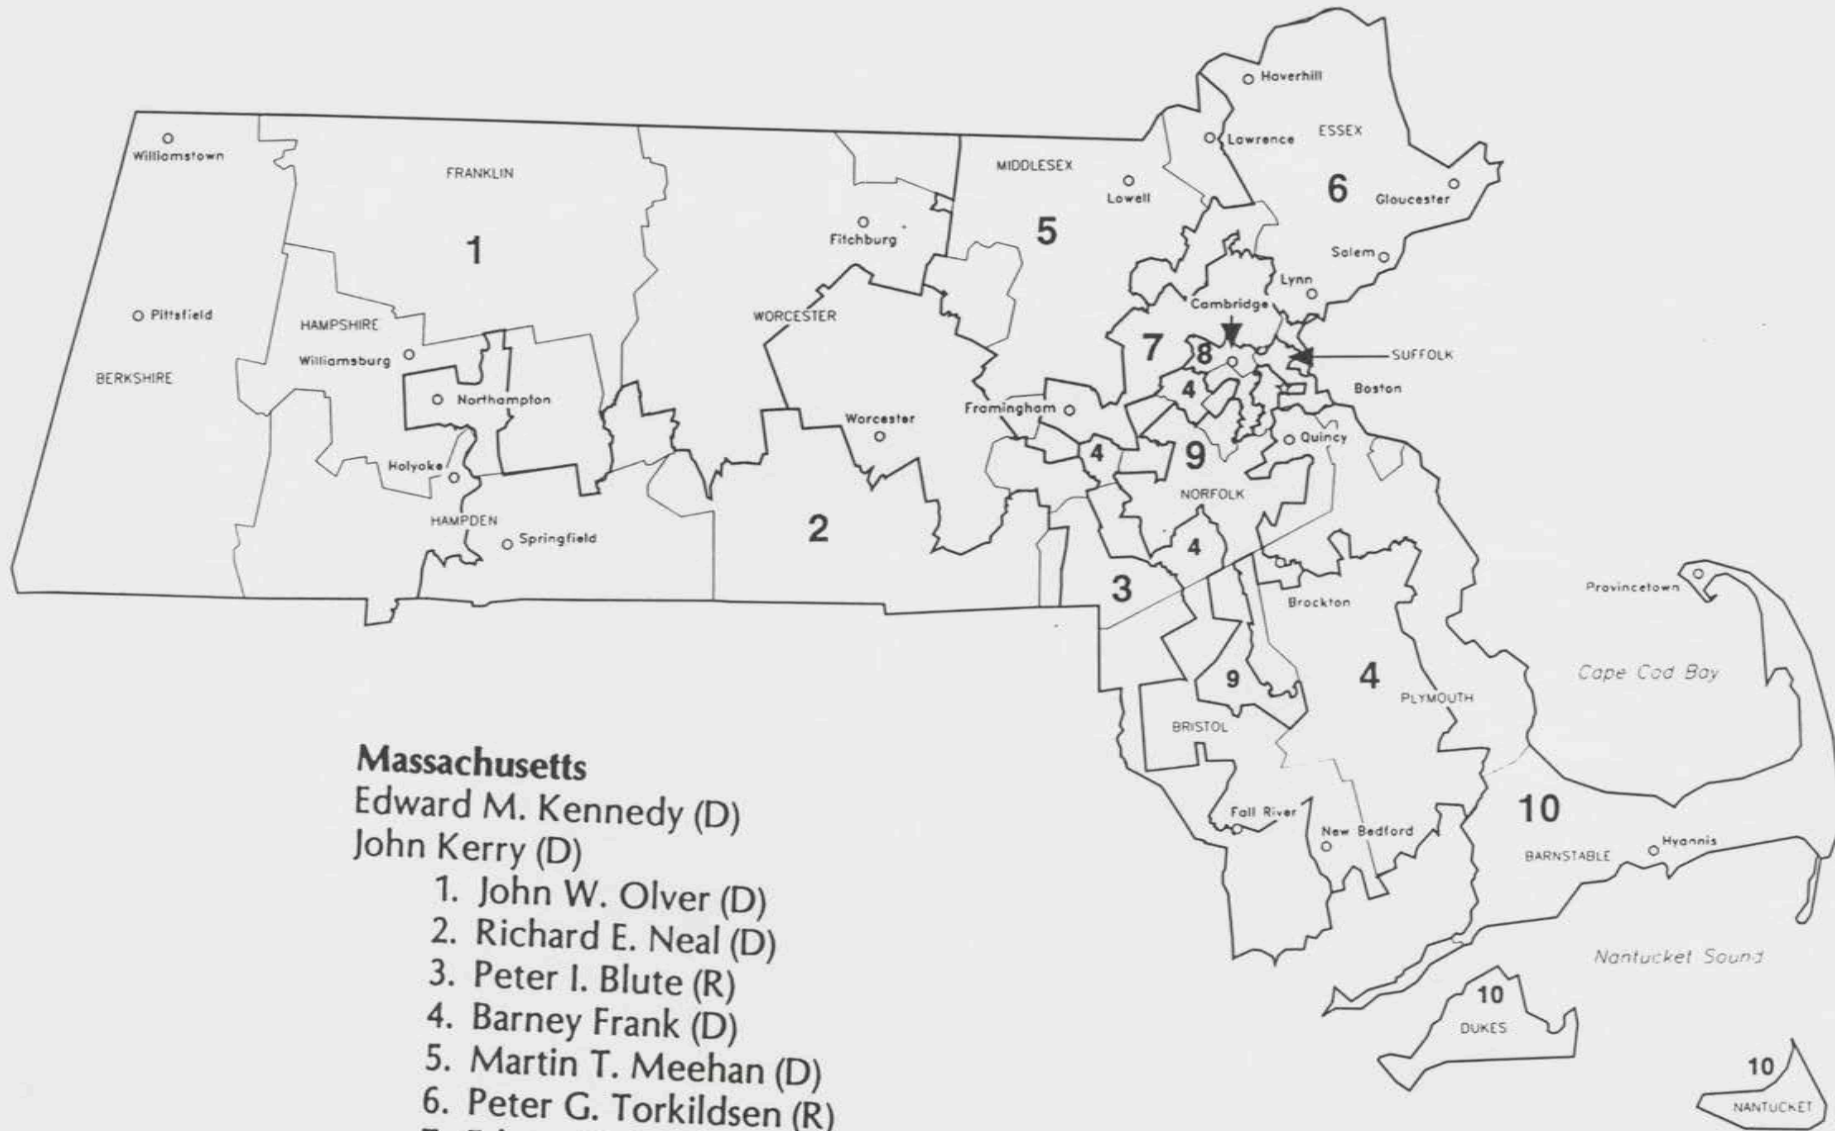 Haverhill
Lawrence
ESSEX
Williamstown
FRANKLIN
MIDDLESEX
Lowell
6
Gloucester
1
Fitchburg
5
Salem
Lynn
Pittsfield
HAMPSHIRE
WORCESTER
Cambridge
7
8
SUFFOLK
Williamsburg
BERKSHIRE
4
Boston
Northampton
Framingham
Worcester
Quincy
4
9
Holyoke
NORFOLK
HAMPDEN
Springfield
2
4
3
Brockton
Provincetown
Cape Cod Bay
9
4
PLYMOUTH
BRISTOL
Fall River
New Bedford
10
BARNSTABLE
Hyannis
Nantucket Sound
10
DUKES
10
NANTUCKET
Massachusetts
Edward M. Kennedy (D)
John Kerry (D)
1. John W. Olver (D)
2. Richard E. Neal (D)
3. Peter I. Blute (R)
4. Barney Frank (D)
5. Martin T. Meehan (D)
6. Peter G. Torkildsen (R)